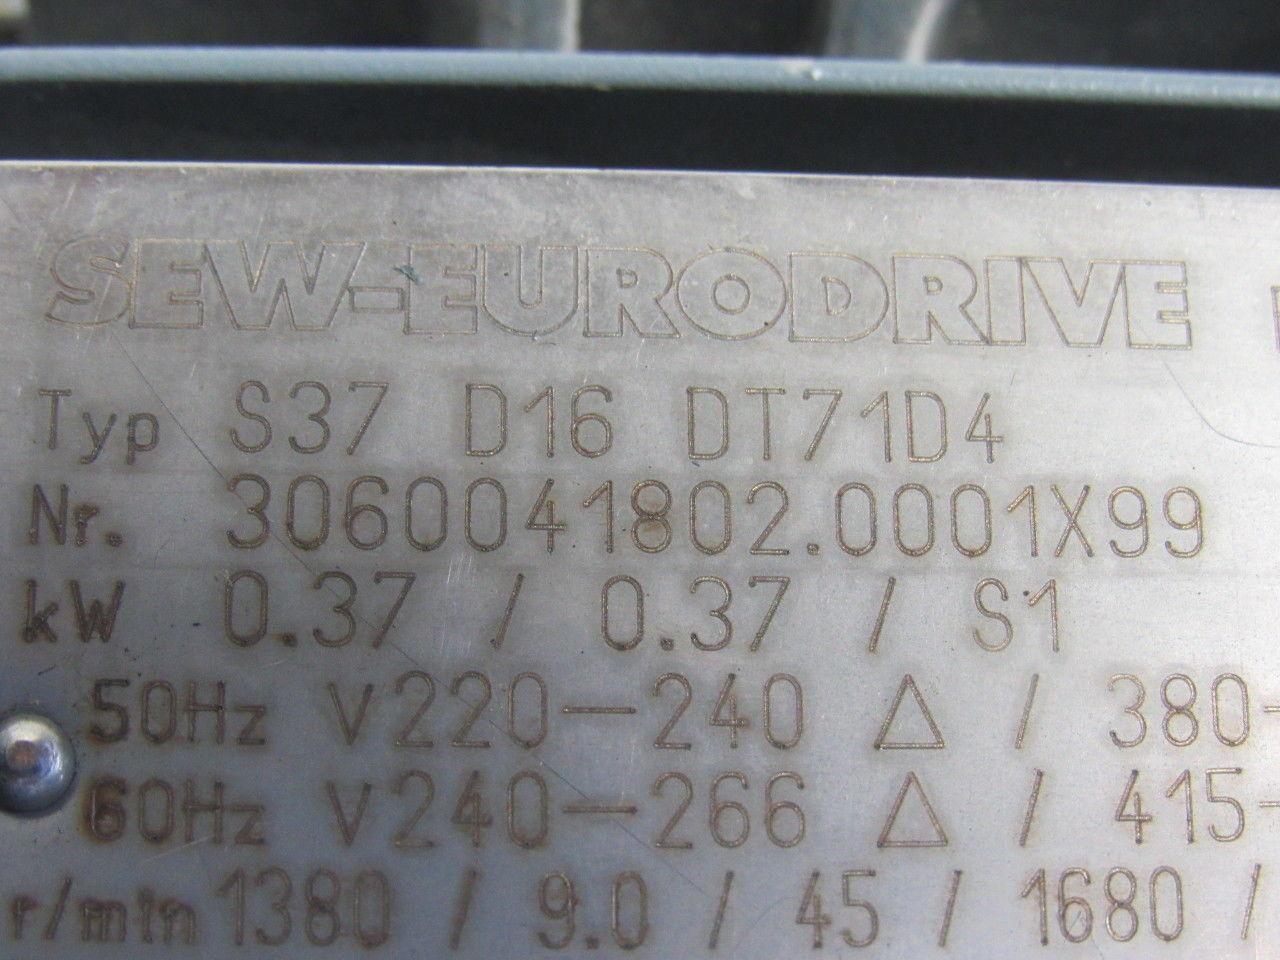 SEW-EURODRIVE
Typ S37 D16 DT71D4
Nr. 3060041802.0001X99
kW 0.37 / 0.37 / S1
50Hz V220-240 △ / 380-
60Hz V240-266 △ / 415-
r/min 1380 / 9.0 / 45 / 1680 /